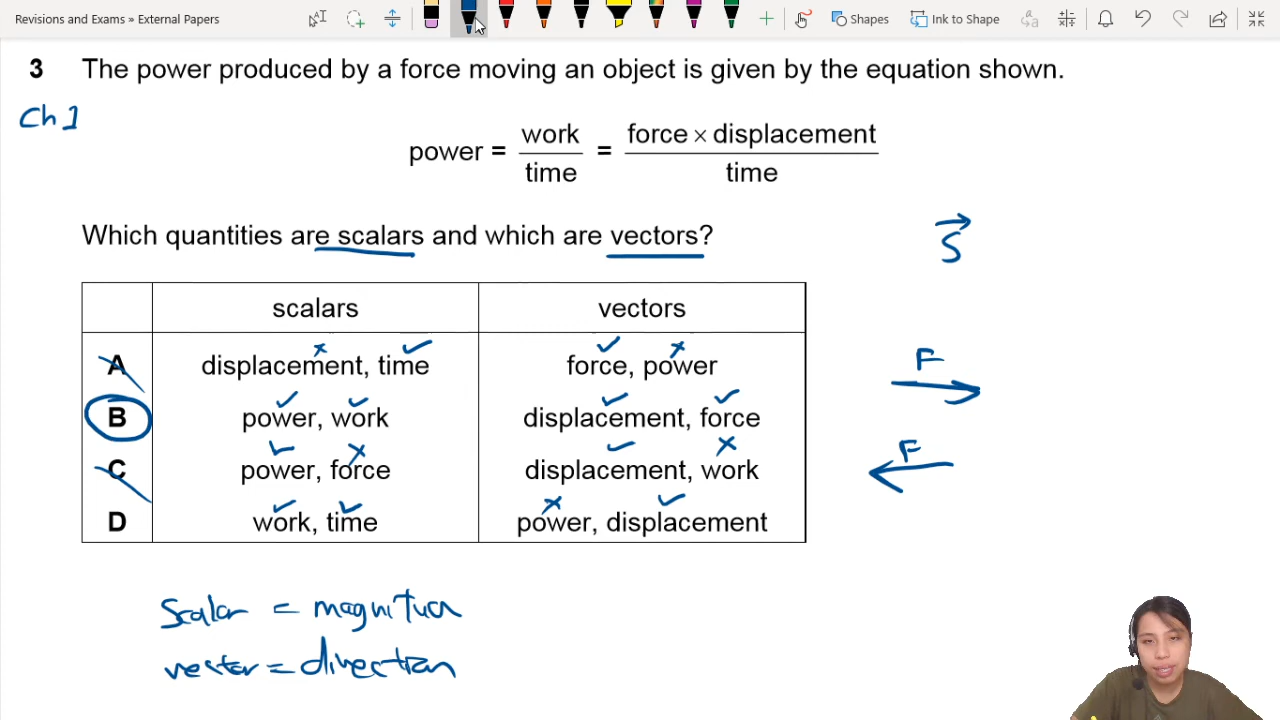 Revisions and Exams » External Papers
Shapes
Ink to Shape
3 The power produced by a force moving an object is given by the equation shown.
Ch 1
power = work / time = force × displacement / time
Which quantities are scalars and which are vectors?
S
scalars vectors
A displacement, time force, power
B power, work displacement, force
C power, force displacement, work
D work, time power, displacement
F
F
Scalar = magnitud
vector = direction